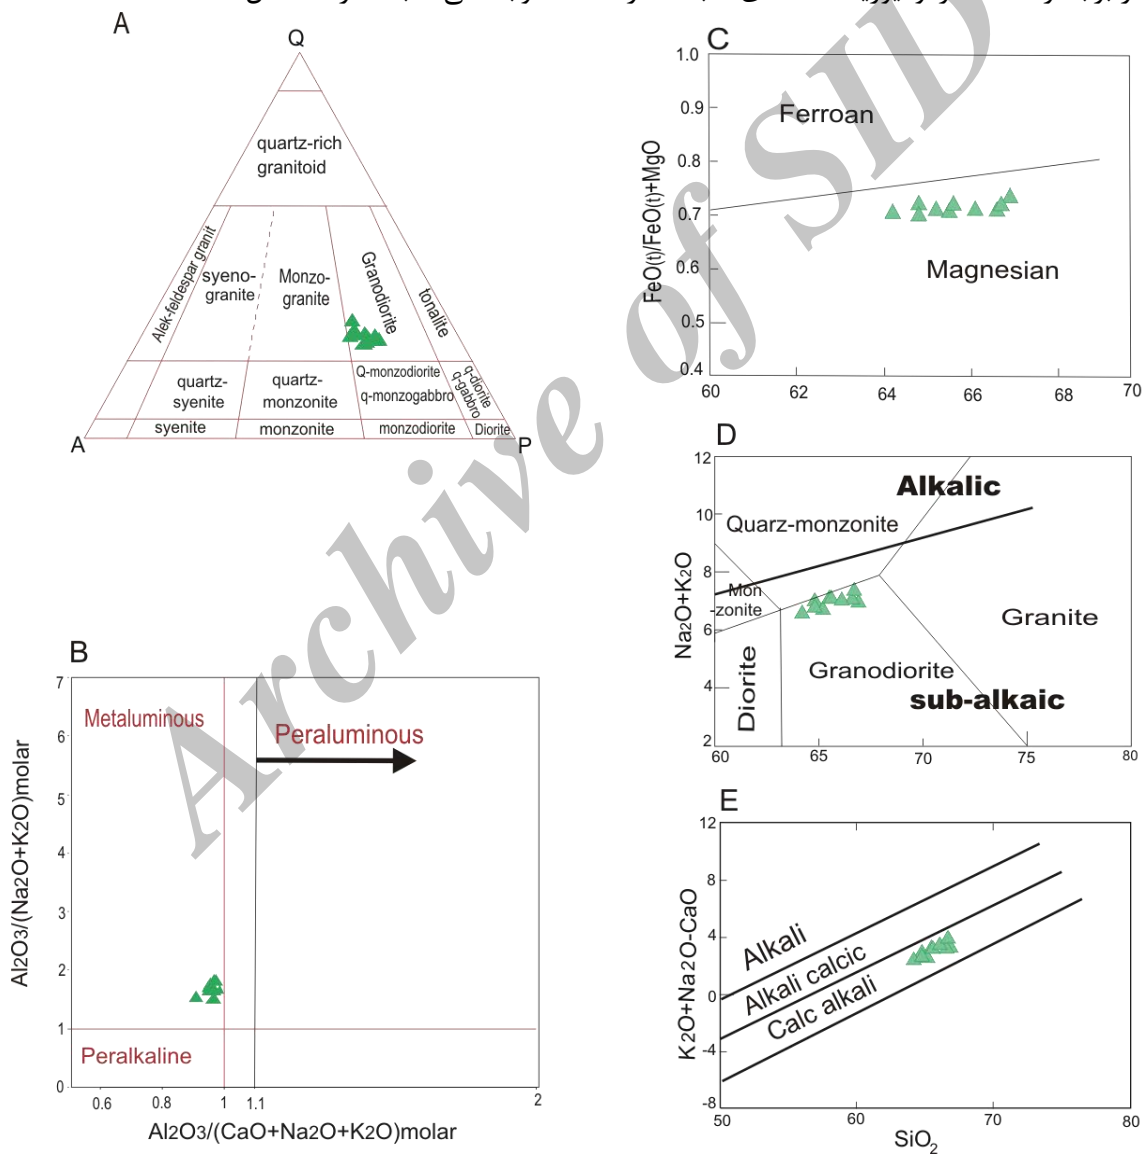 A
Q
quartz-rich
granitoid
Alek-feldespar granit
syeno-
granite
Monzo-
granite
Granodiorite
tonalite
quartz-
syenite
quartz-
monzonite
Q-monzodiorite
q-monzogabbro
q-diorite
q-gabbro
syenite
monzonite
monzodiorite
Diorite
A
P
B
7
6
5
4
3
2
1
0
Metaluminous
Peraluminous
Peralkaline
0.6
0.8
1
1.1
2
Al2O3/(Na2O+K2O)molar
Al2O3/(CaO+Na2O+K2O)molar
C
1.0
0.9
0.8
0.7
0.6
0.5
0.4
Ferroan
Magnesian
60
62
64
66
68
70
FeO(t)/FeO(t)+MgO
D
12
10
8
6
4
2
Alkalic
Quarz-monzonite
Mon
-zonite
Diorite
Granodiorite
Granite
sub-alkaic
60
65
70
75
80
Na2O+K2O
E
12
8
4
0
-4
-8
Alkali
Alkali calcic
Calc alkali
50
60
70
80
K2O+Na2O-CaO
SiO2
Archive of SID